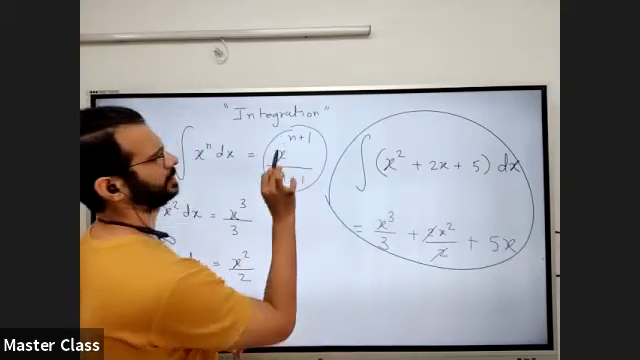 "Integration"
∫ xⁿ dx = xⁿ⁺¹
x² dx = x³/3
= x²/2
∫ (x² + 2x + 5) dx
= x³/3 + 2x²/2 + 5x
Master Class